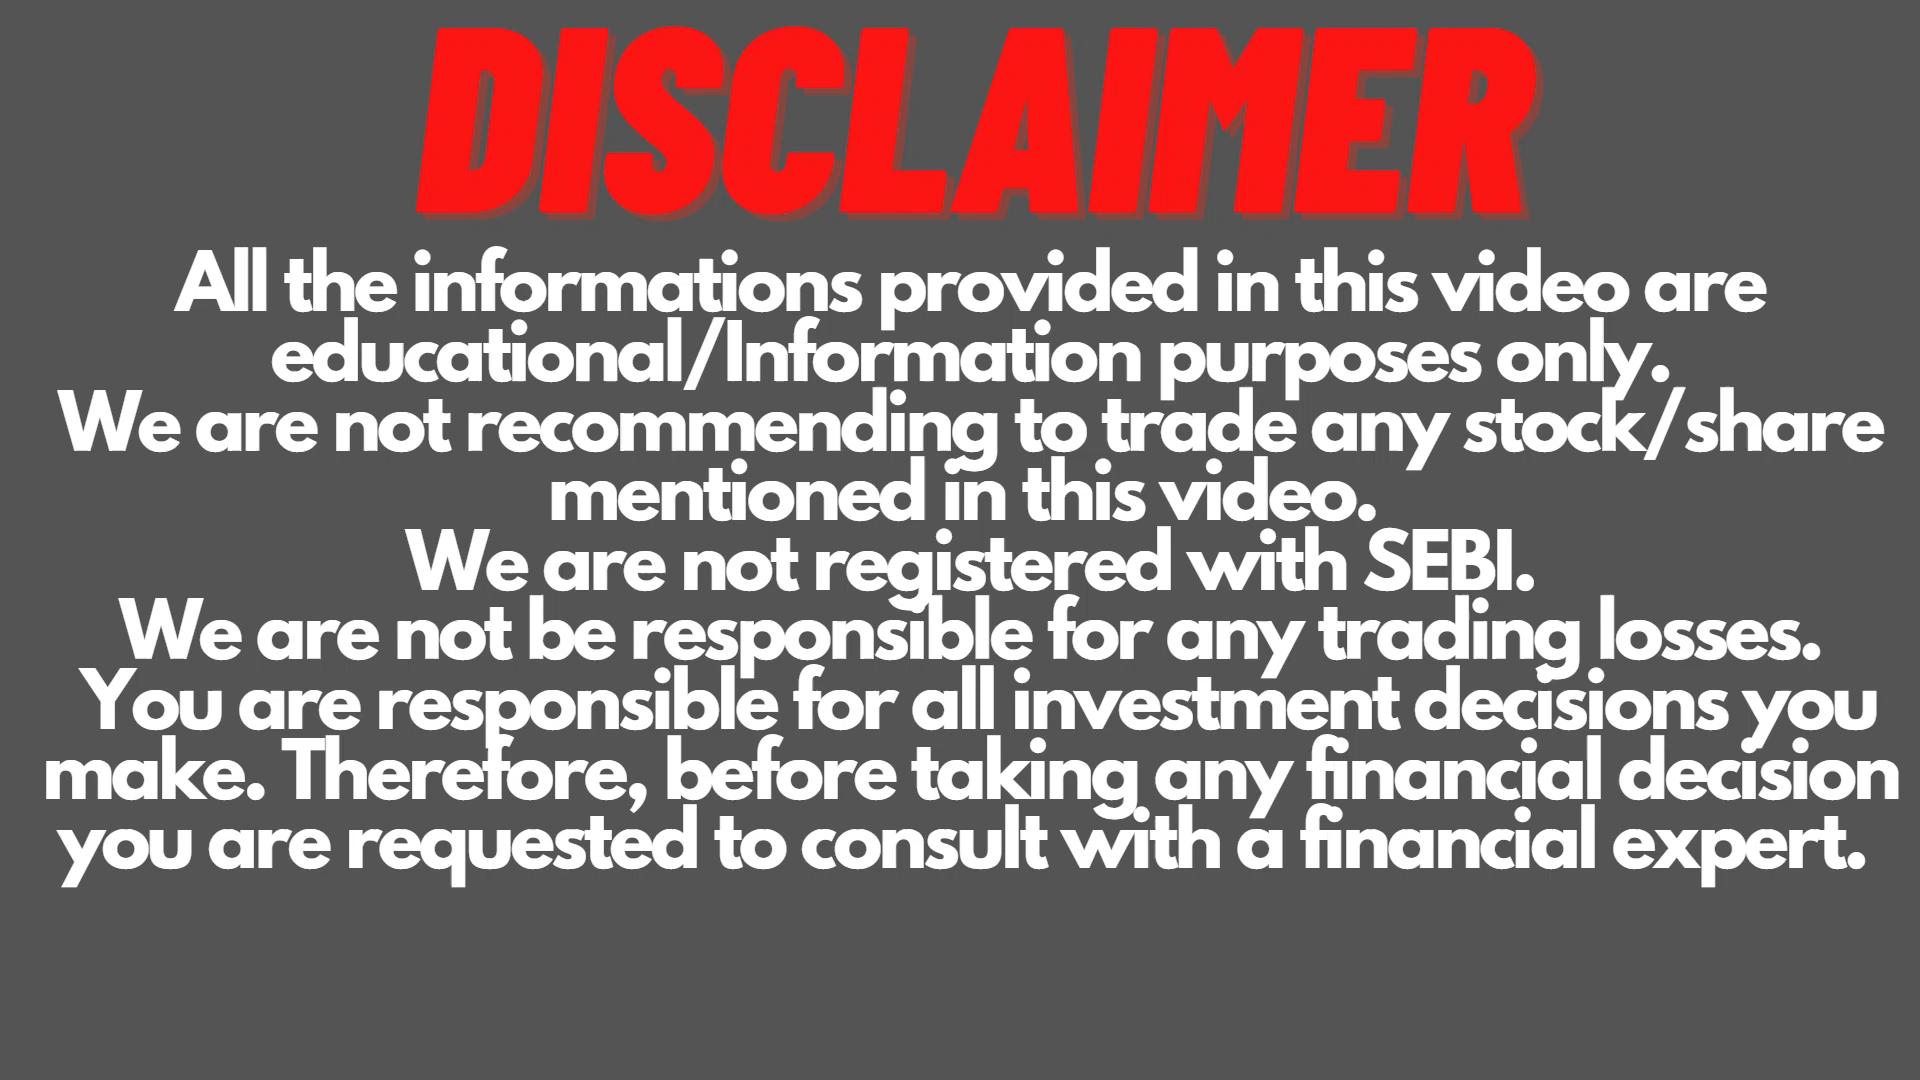 DISCLAIMER
All the informations provided in this video are
educational/Information purposes only.
We are not recommending to trade any stock/share
mentioned in this video.
We are not registered with SEBI.
We are not be responsible for any trading losses.
You are responsible for all investment decisions you
make. Therefore, before taking any financial decision
you are requested to consult with a financial expert.